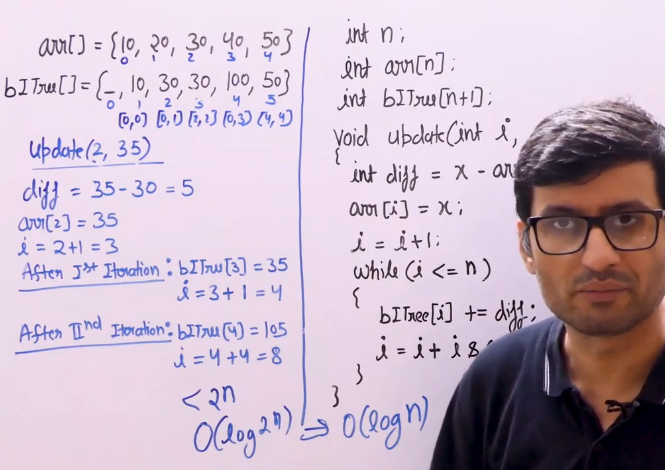 arr[] = {10, 20, 30, 40, 50}
0 1 2 3 4
bITree[] = {_, 10, 30, 30, 100, 50}
0 1 2 3 4 5
[0,0] [0,1] [2,2] [0,3] [4,4]
Update(2, 35)
diff = 35 - 30 = 5
arr[2] = 35
i = 2+1 = 3
After Ist Iteration: bITree[3] = 35
i = 3 + 1 = 4
After IInd Iteration: bITree[4] = 105
i = 4 + 4 = 8
< 2n
O(log 2n) => O(log n)
int n;
int arr[n];
int bITree[n+1];
void update(int i,
{
int diff = x - ar
arr[i] = x;
i = i+1;
while (i <= n)
{
bITree[i] += diff;
i = i + i &
}
}